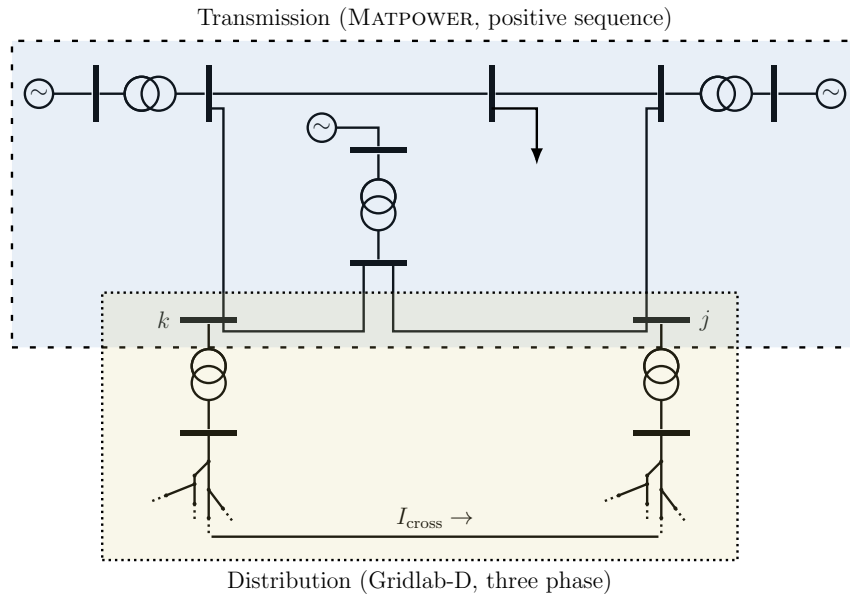 Transmission (MATPOWER, positive sequence)
∼ ∼
∼
k j
I_cross →
Distribution (Gridlab-D, three phase)